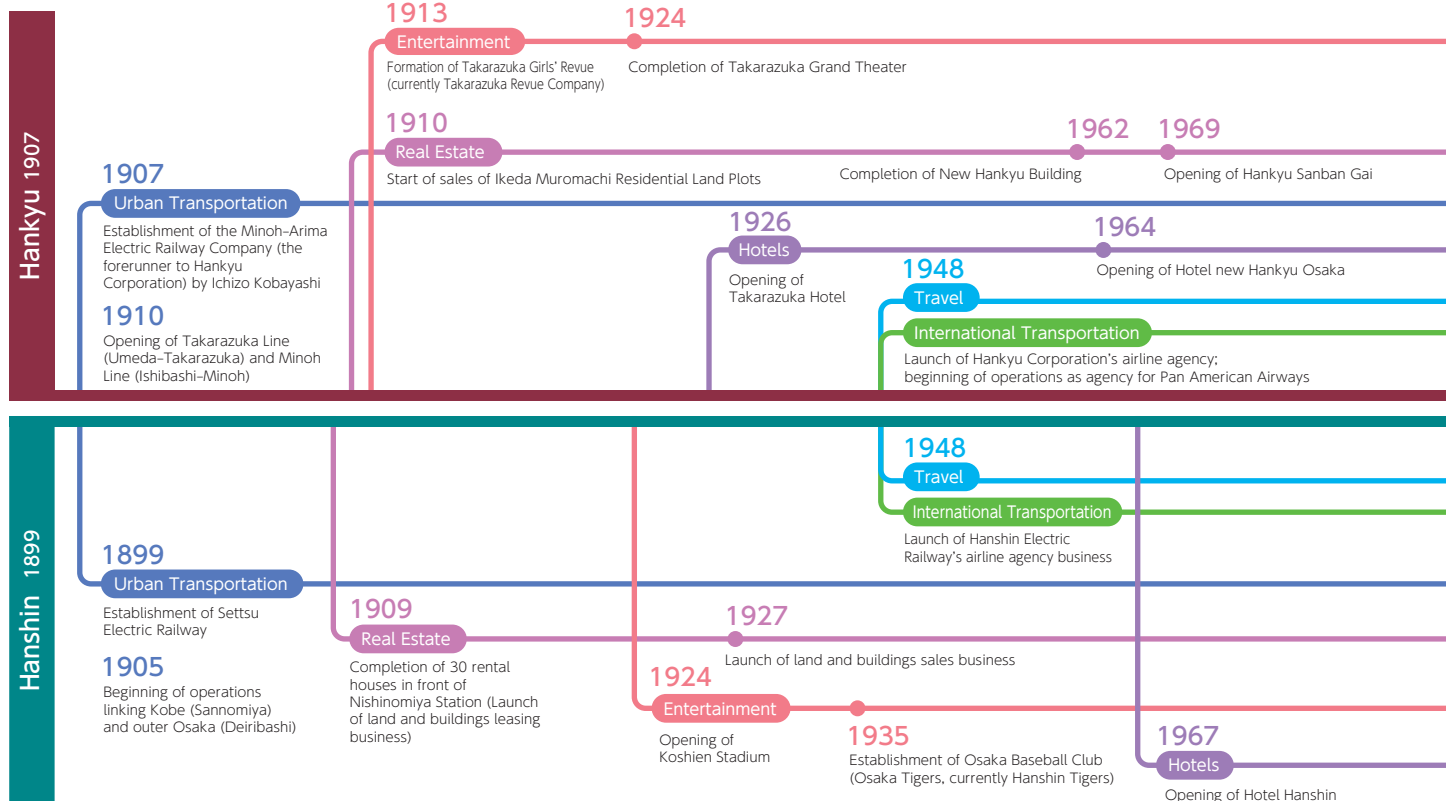 Hankyu 1907
1913
Entertainment
Formation of Takarazuka Girls' Revue
(currently Takarazuka Revue Company)
1924
Completion of Takarazuka Grand Theater
1910
Real Estate
Start of sales of Ikeda Muromachi Residential Land Plots
1962
Completion of New Hankyu Building
1969
Opening of Hankyu Sanban Gai
1907
Urban Transportation
Establishment of the Minoh–Arima
Electric Railway Company (the
forerunner to Hankyu
Corporation) by Ichizo Kobayashi
1910
Opening of Takarazuka Line
(Umeda–Takarazuka) and Minoh
Line (Ishibashi–Minoh)
1926
Hotels
Opening of
Takarazuka Hotel
1964
Opening of Hotel new Hankyu Osaka
1948
Travel
International Transportation
Launch of Hankyu Corporation's airline agency;
beginning of operations as agency for Pan American Airways
Hanshin 1899
1948
Travel
International Transportation
Launch of Hanshin Electric
Railway's airline agency business
1899
Urban Transportation
Establishment of Settsu
Electric Railway
1905
Beginning of operations
linking Kobe (Sannomiya)
and outer Osaka (Deiribashi)
1909
Real Estate
Completion of 30 rental
houses in front of
Nishinomiya Station (Launch
of land and buildings leasing
business)
1927
Launch of land and buildings sales business
1924
Entertainment
Opening of
Koshien Stadium
1935
Establishment of Osaka Baseball Club
(Osaka Tigers, currently Hanshin Tigers)
1967
Hotels
Opening of Hotel Hanshin